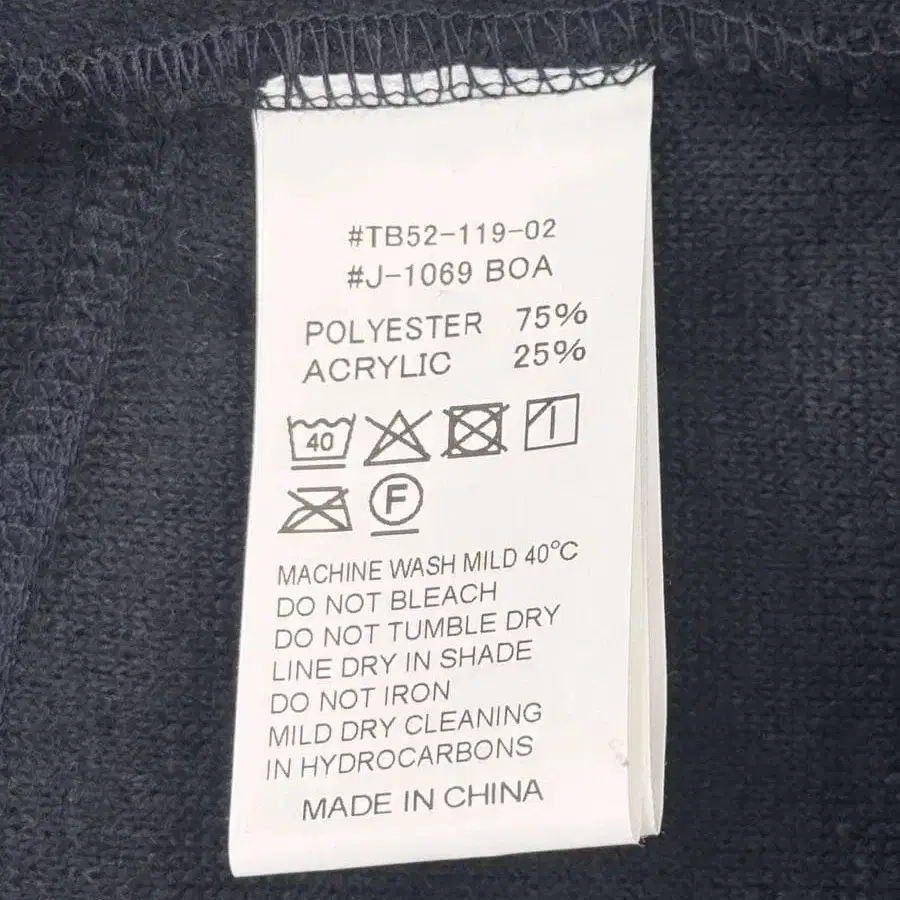 #TB52-119-02
#J-1069 BOA
POLYESTER 75%
ACRYLIC 25%
40
F
MACHINE WASH MILD 40°C
DO NOT BLEACH
DO NOT TUMBLE DRY
LINE DRY IN SHADE
DO NOT IRON
MILD DRY CLEANING
IN HYDROCARBONS
MADE IN CHINA